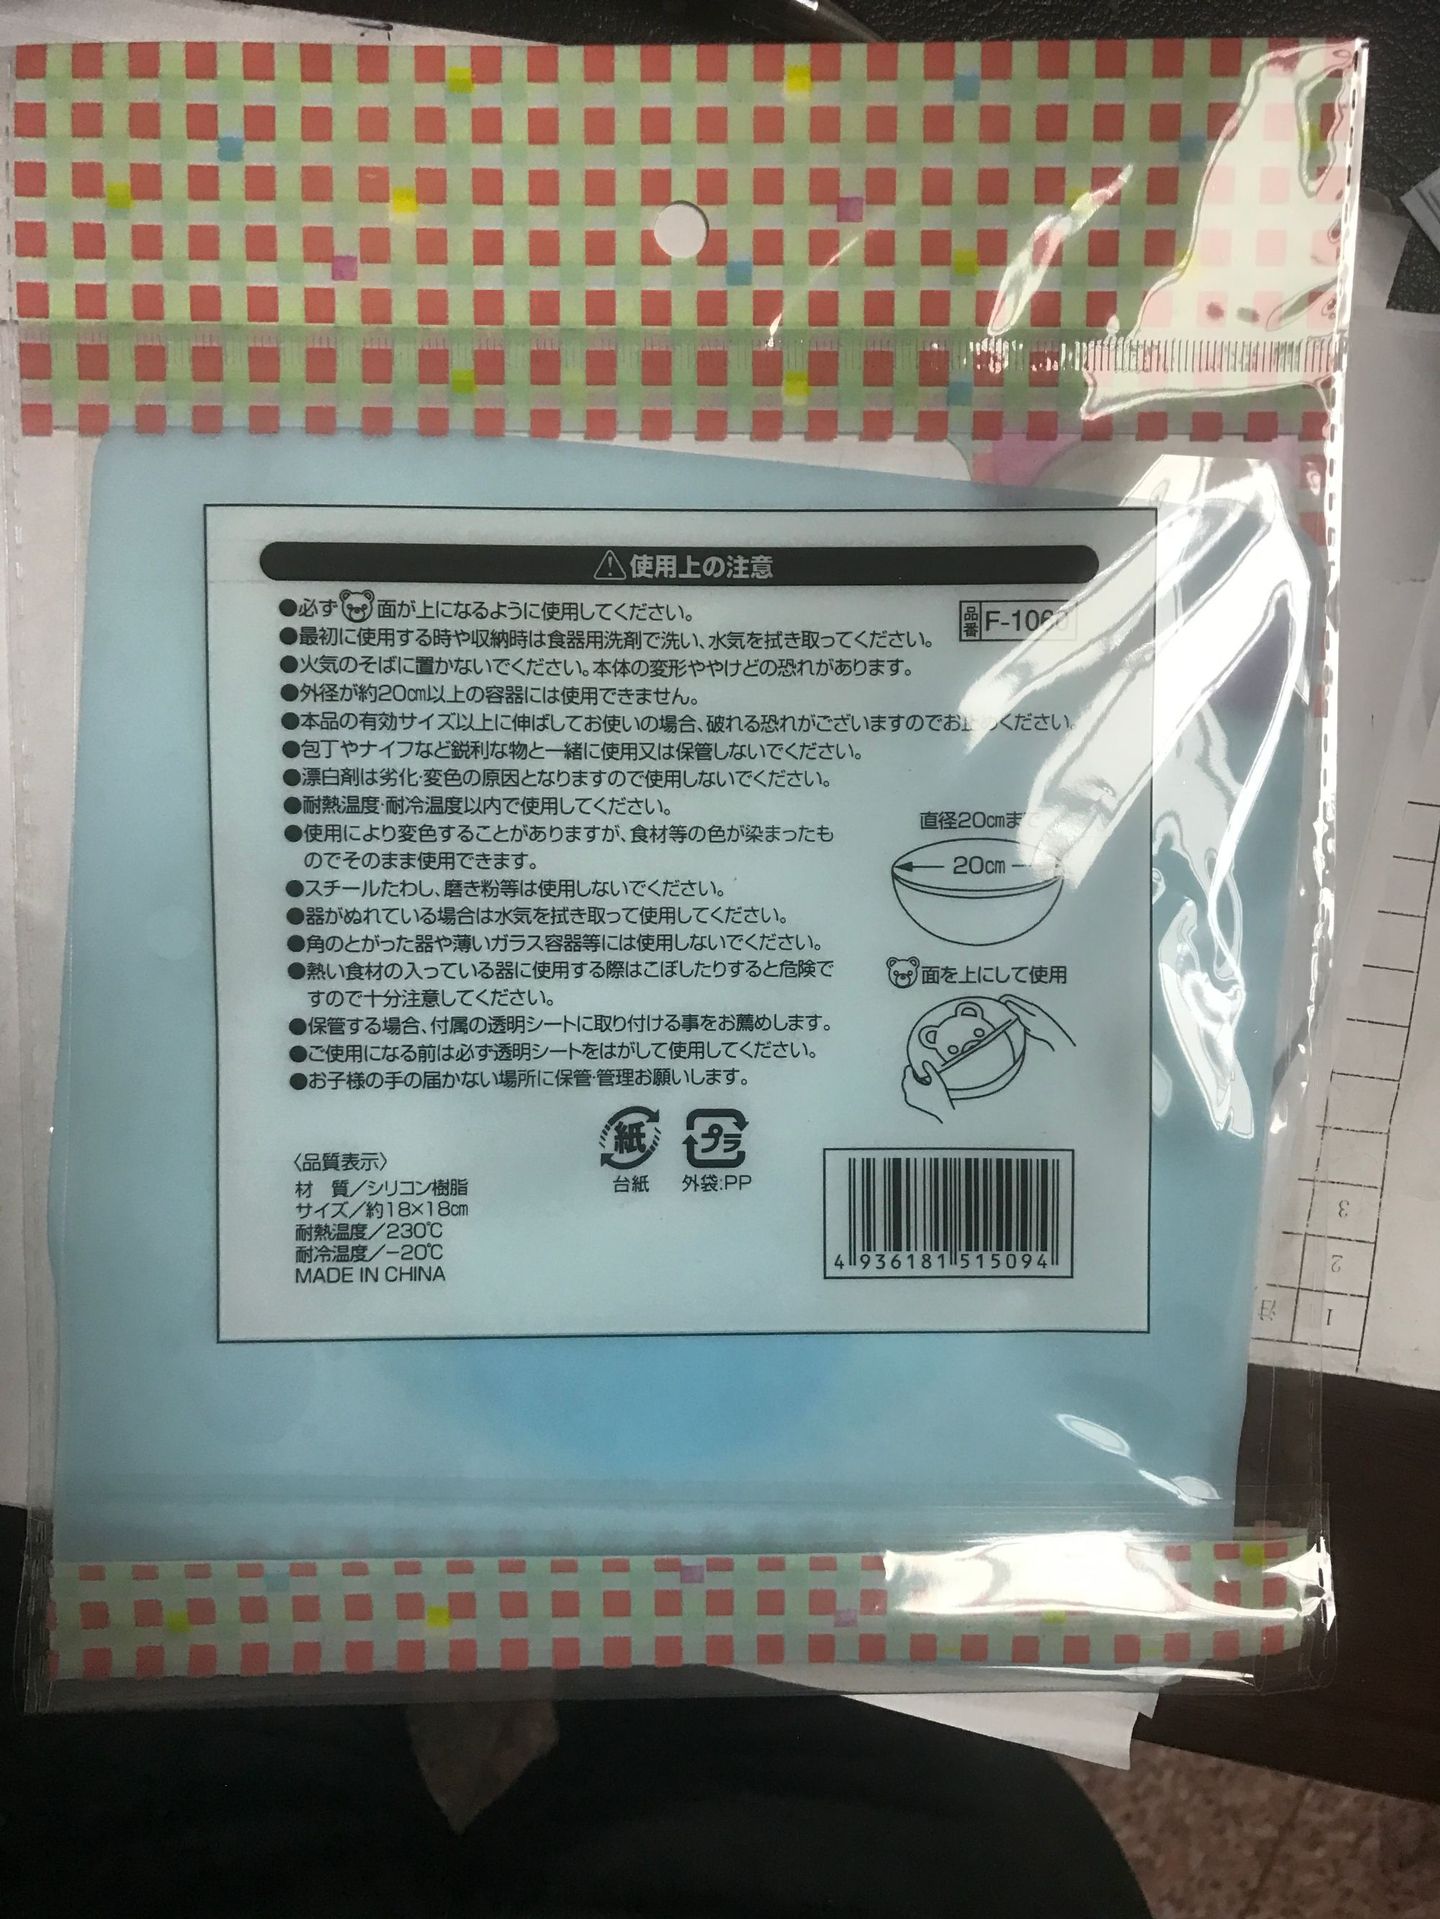 ⚠使用上の注意
●必ず 面が上になるように使用してください。
品番
●最初に使用する時や収納時は食器用洗剤で洗い、水気を拭き取ってください。
●火気のそばに置かないでください。本体の変形ややけどの恐れがあります。
●外径が約20cm以上の容器には使用できません。
●本品の有効サイズ以上に伸ばしてお使いの場合、破れる恐れがございますのでお止めください。
●包丁やナイフなど鋭利な物と一緒に使用又は保管しないでください。
●漂白剤は劣化・変色の原因となりますので使用しないでください。
●耐熱温度・耐冷温度以内で使用してください。
●使用により変色することがありますが、食材等の色が染まったも
のでそのまま使用できます。
●スチールたわし、磨き粉等は使用しないでください。
●器がぬれている場合は水気を拭き取って使用してください。
●角のとがった器や薄いガラス容器等には使用しないでください。
●熱い食材の入っている器に使用する際はこぼしたりすると危険で
すので十分注意してください。
●保管する場合、付属の透明シートに取り付ける事をお薦めします。
●ご使用になる前は必ず透明シートをはがして使用してください。
●お子様の手の届かない場所に保管・管理お願いします。
直径20cmまで
20cm
面を上にして使用
紙
台紙
プラ
外袋:PP
〈品質表示〉
材 質/シリコン樹脂
サイズ/約18×18cm
耐熱温度/230℃
耐冷温度/-20℃
MADE IN CHINA
4 936181 515094
3
2
1